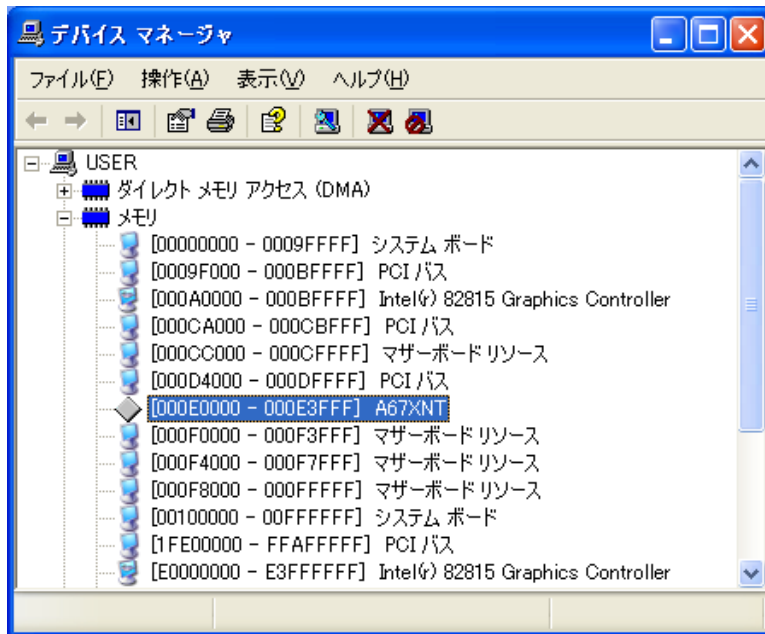 デバイス マネージャ
ファイル(F) 操作(A) 表示(V) ヘルプ(H)
USER
ダイレクト メモリ アクセス (DMA)
メモリ
[00000000 - 0009FFFF] システム ボード
[0009F000 - 000BFFFF] PCI バス
[000A0000 - 000BFFFF] Intel(r) 82815 Graphics Controller
[000CA000 - 000CBFFF] PCI バス
[000CC000 - 000CFFFF] マザーボード リソース
[000D4000 - 000DFFFF] PCI バス
[000E0000 - 000E3FFF] A67XNT
[000F0000 - 000F3FFF] マザーボード リソース
[000F4000 - 000F7FFF] マザーボード リソース
[000F8000 - 000FFFFF] マザーボード リソース
[00100000 - 00FFFFFF] システム ボード
[1FE00000 - FFAFFFFF] PCI バス
[E0000000 - E3FFFFFF] Intel(r) 82815 Graphics Controller